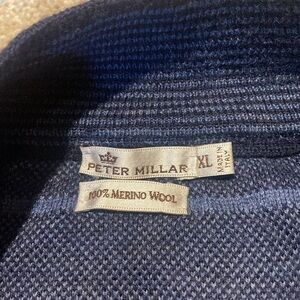 PETER MILLAR
XL
MADE IN
ITALY
100% MERINO WOOL